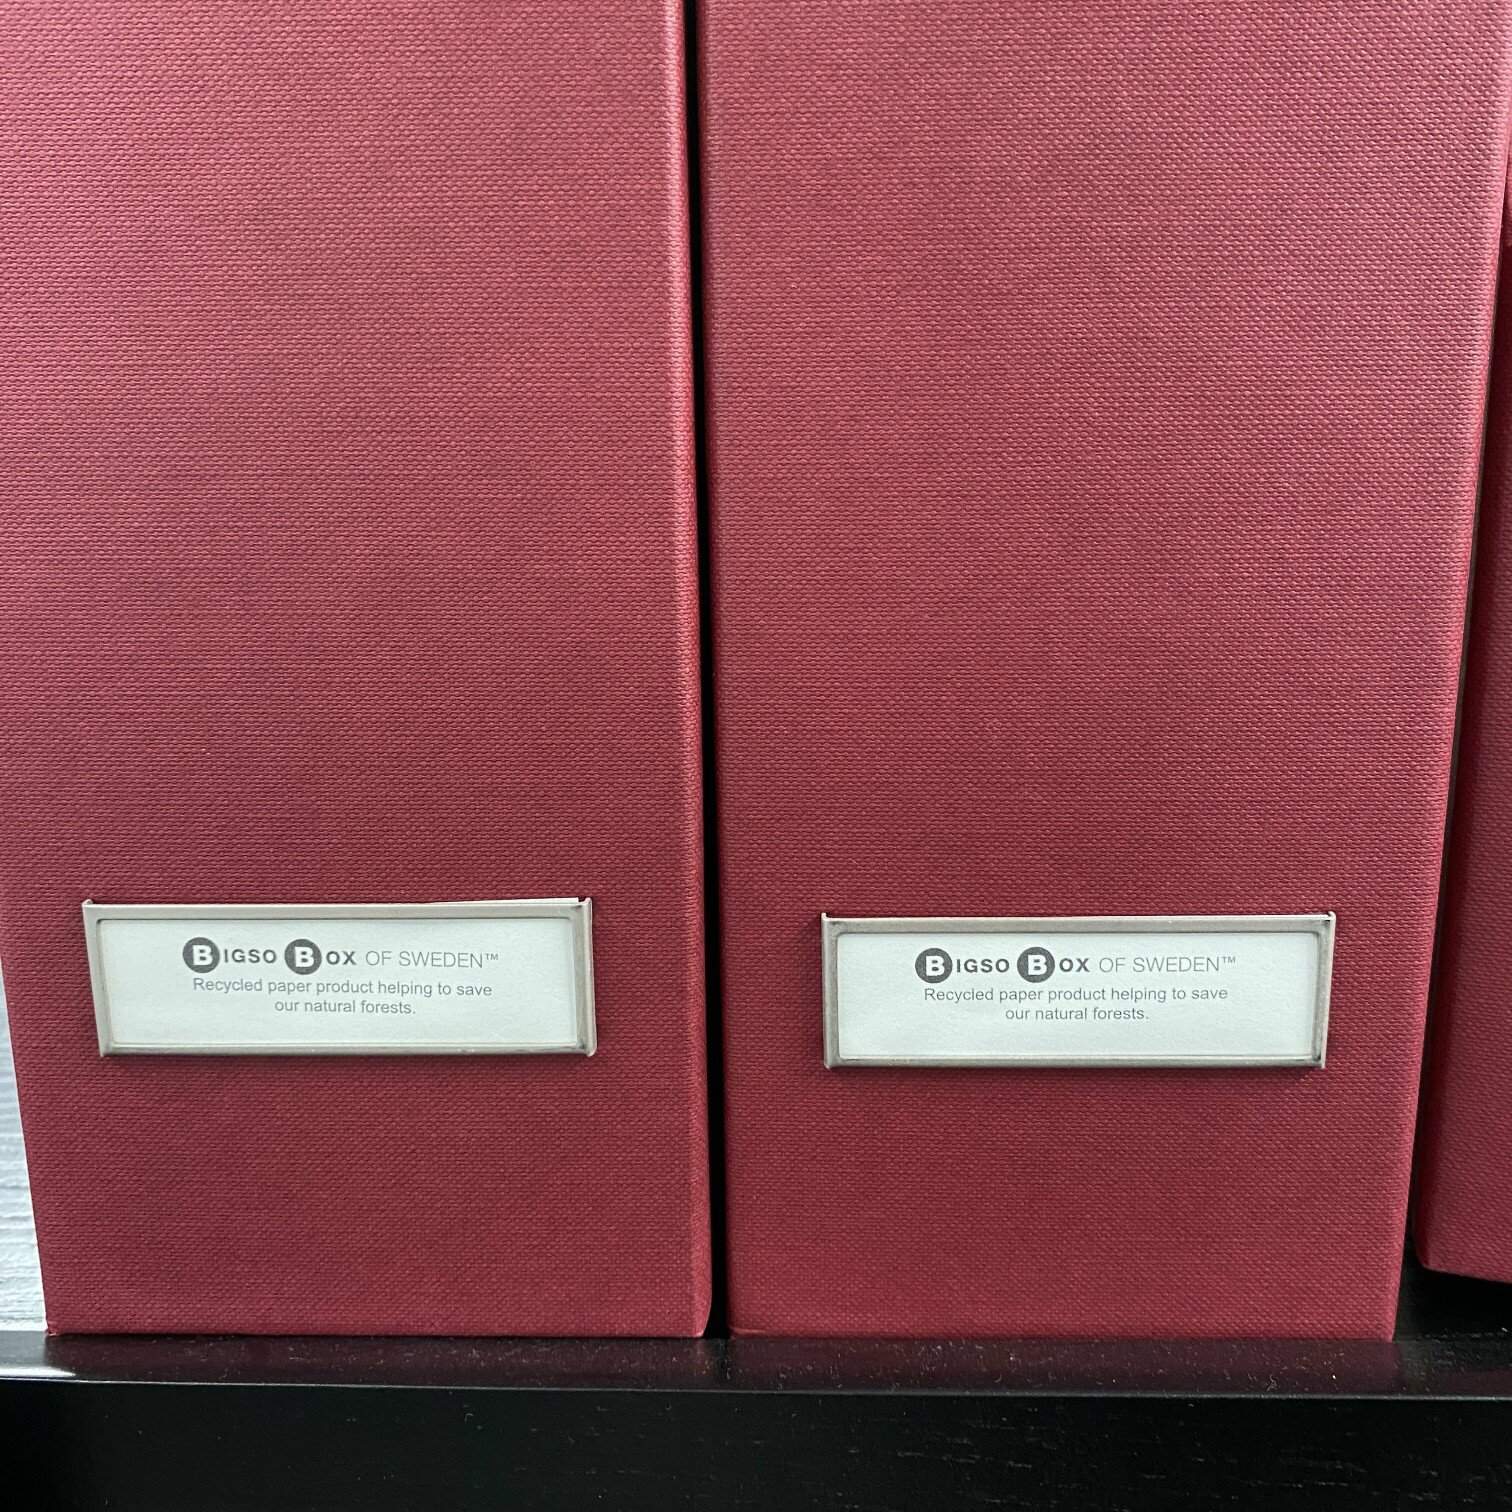 BIGSO BOX OF SWEDEN™
Recycled paper product helping to save
our natural forests.
BIGSO BOX OF SWEDEN™
Recycled paper product helping to save
our natural forests.